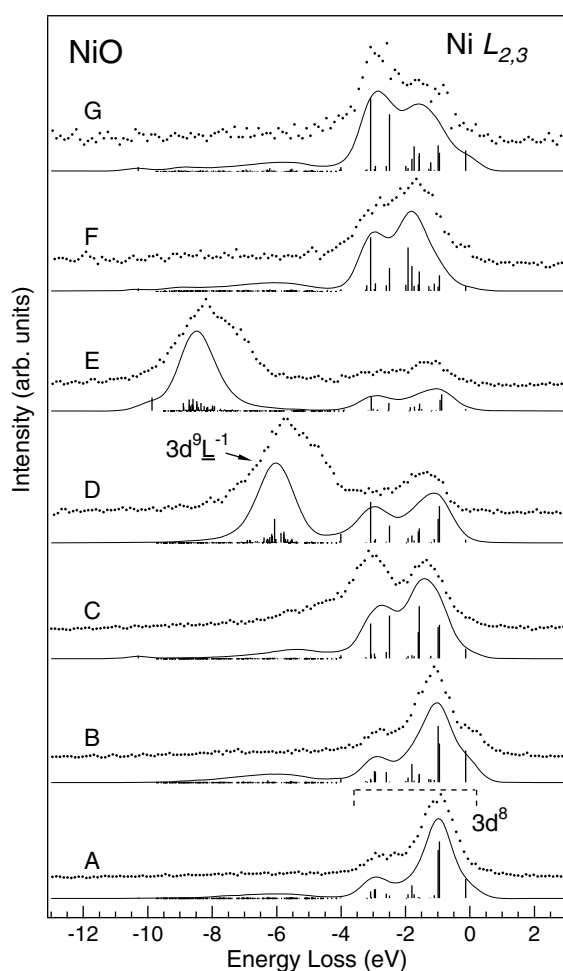 NiO
Ni L2,3
G
F
E
3d9L-1
D
C
B
3d8
A
-12 -10 -8 -6 -4 -2 0 2
Energy Loss (eV)
Intensity (arb. units)